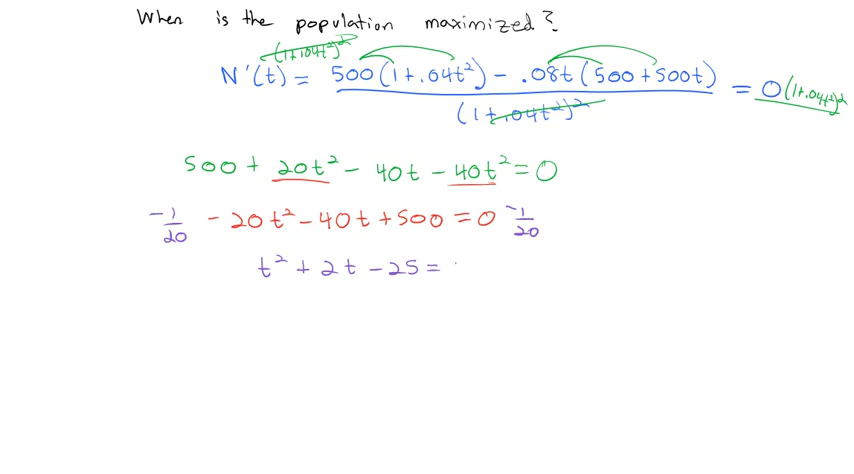 When is the population maximized?
(1+.04t²)²
N'(t) = 500(1+.04t²) - .08t(500+500t) / (1+.04t²)² = 0(1+.04t²)²
500 + 20t² - 40t - 40t² = 0
-1/20 - 20t² - 40t + 500 = 0 -1/20
t² + 2t - 25 =